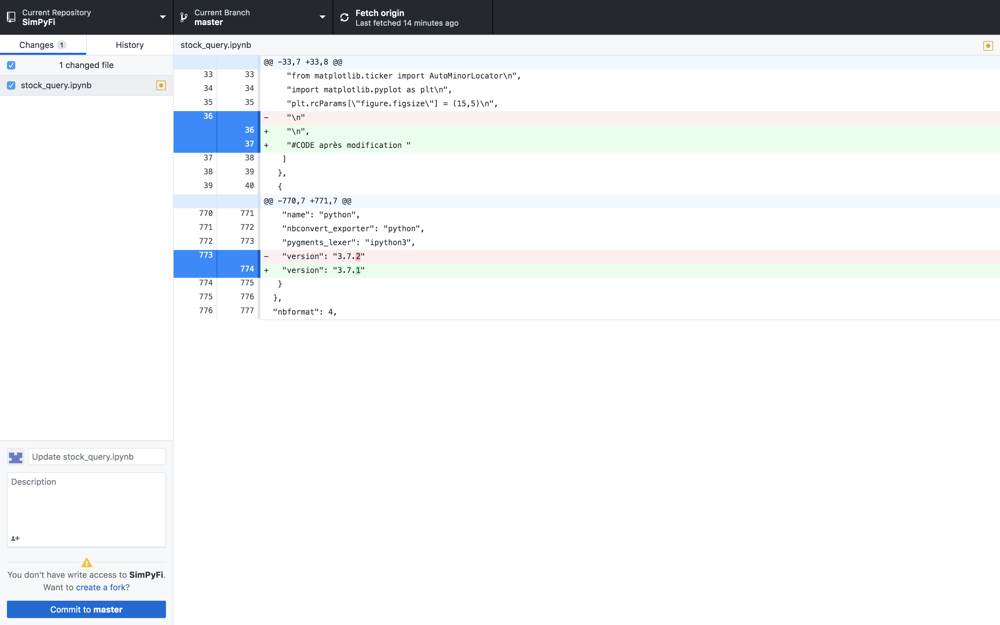 Current Repository
SimPyFi
Current Branch
master
Fetch origin
Last fetched 14 minutes ago
Changes 1
History
stock_query.ipynb
1 changed file
stock_query.ipynb
@@ -33,7 +33,8 @@
33 33 "from matplotlib.ticker import AutoMinorLocator\n",
34 34 "import matplotlib.pyplot as plt\n",
35 35 "plt.rcParams[\"figure.figsize\"] = (15,5)\n",
36 - "\n"
36 + "\n",
37 + "#CODE après modification "
37 38 ]
38 39 },
39 40 {
@@ -770,7 +771,7 @@
770 771 "name": "python",
771 772 "nbconvert_exporter": "python",
772 773 "pygments_lexer": "ipython3",
773 - "version": "3.7.2"
774 + "version": "3.7.1"
774 775 }
775 776 },
776 777 "nbformat": 4,
Update stock_query.ipynb
Description
You don't have write access to SimPyFi.
Want to create a fork?
Commit to master